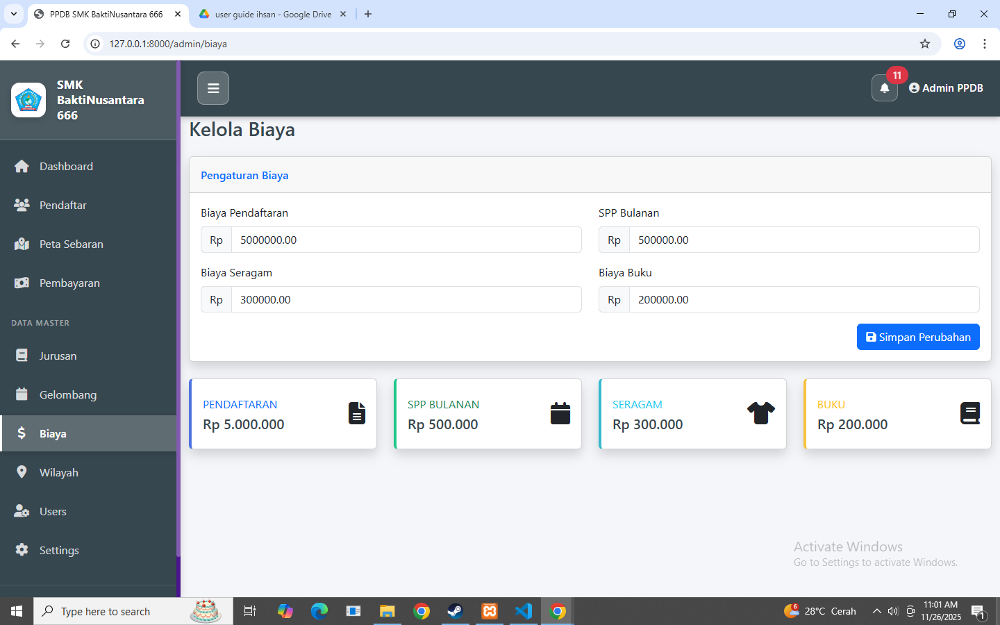 PPDB SMK BaktiNusantara 666
user guide ihsan - Google Drive
127.0.0.1:8000/admin/biaya
SMK
BaktiNusantara
666
11
Admin PPDB
Dashboard
Pendaftar
Peta Sebaran
Pembayaran
DATA MASTER
Jurusan
Gelombang
Biaya
Wilayah
Users
Settings
Kelola Biaya
Pengaturan Biaya
Biaya Pendaftaran
Rp 5000000.00
SPP Bulanan
Rp 500000.00
Biaya Seragam
Rp 300000.00
Biaya Buku
Rp 200000.00
Simpan Perubahan
PENDAFTARAN
Rp 5.000.000
SPP BULANAN
Rp 500.000
SERAGAM
Rp 300.000
BUKU
Rp 200.000
Activate Windows
Go to Settings to activate Windows.
Type here to search
6
28°C Cerah
11:01 AM
11/26/2025
1